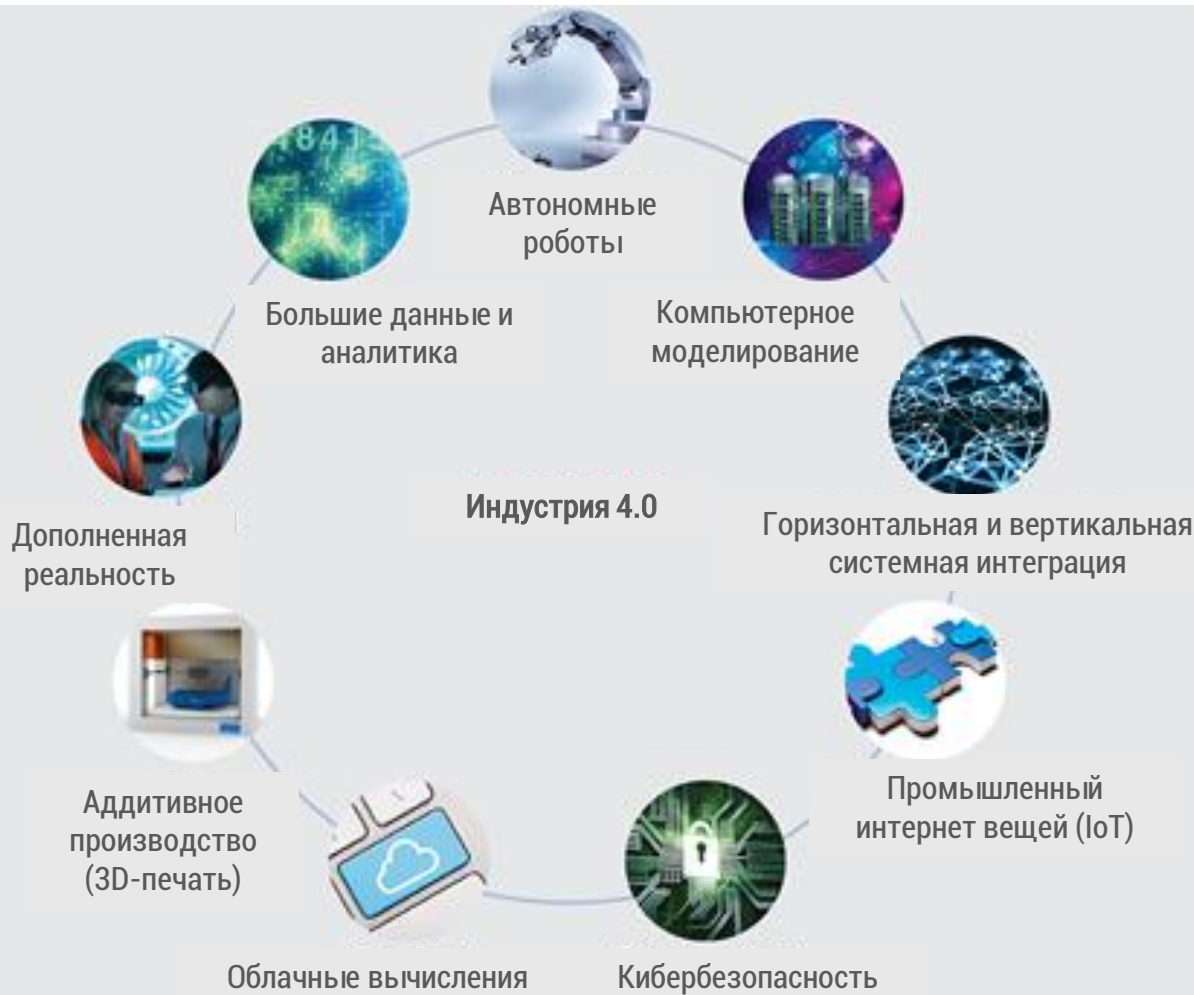 Автономные
роботы
Большие данные и
аналитика
Компьютерное
моделирование
Дополненная
реальность
Индустрия 4.0
Горизонтальная и вертикальная
системная интеграция
Аддитивное
производство
(3D-печать)
Промышленный
интернет вещей (IoT)
Облачные вычисления
Кибербезопасность